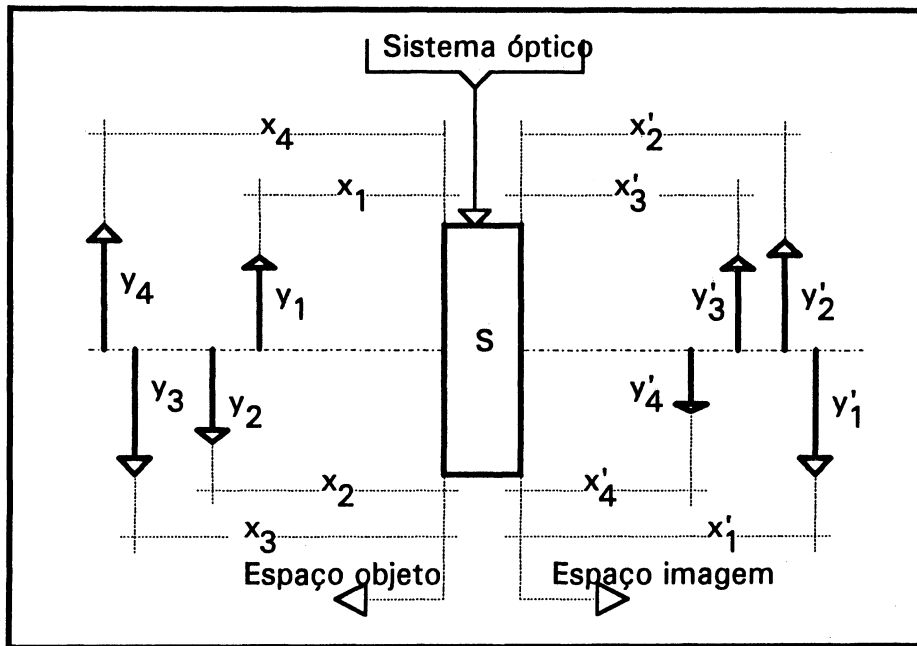 Sistema óptico
x4 x'2
x1 x'3
y4 y1 y'3 y'2
S
y3 y2 y'4 y'1
x2 x'4
x3 x'1
Espaço objeto Espaço imagem